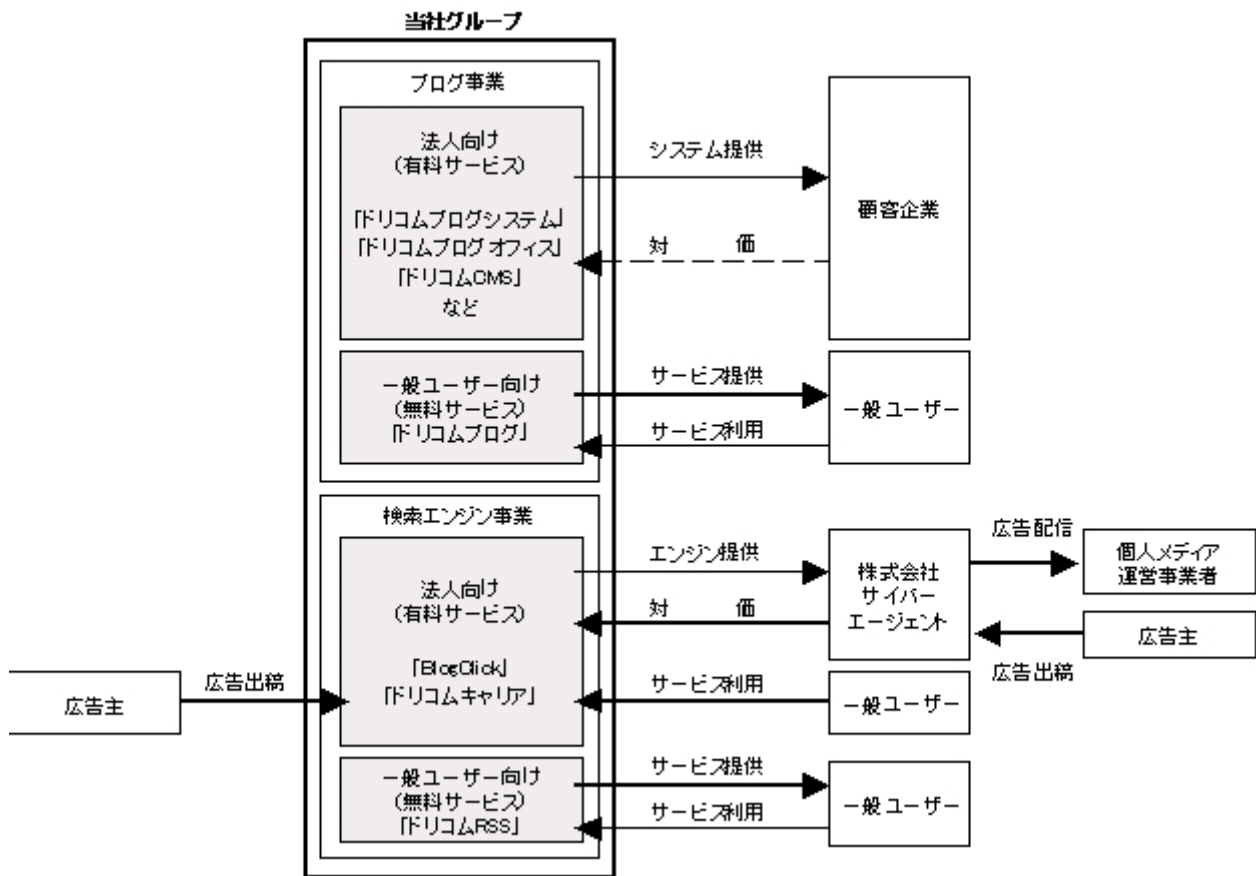 当社グループ
ブログ事業
法人向け
(有料サービス)
「ドリコムブログシステム」
「ドリコムブログオフィス」
「ドリコムCMS」
など
システム提供
対　　価
顧客企業
一般ユーザー向け
(無料サービス)
「ドリコムブログ」
サービス提供
サービス利用
一般ユーザー
検索エンジン事業
法人向け
(有料サービス)
「BlogClick」
「ドリコムキャリア」
広告主
広告出稿
エンジン提供
対　　価
サービス利用
株式会社
サイバー
エージェント
広告配信
個人メディア
運営事業者
広告主
広告出稿
一般ユーザー
一般ユーザー向け
(無料サービス)
「ドリコムRSS」
サービス提供
サービス利用
一般ユーザー